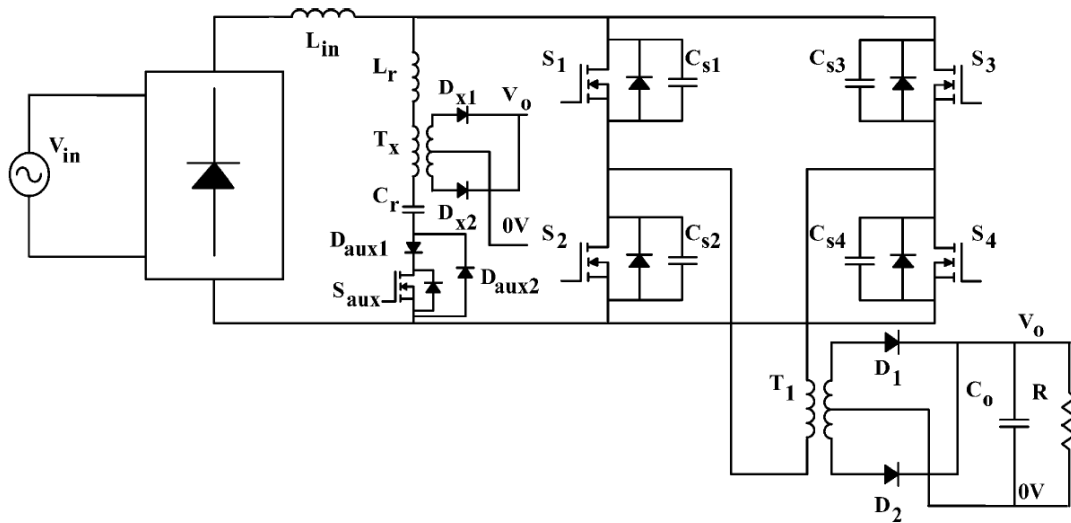 L_in
L_r
D_x1
V_o
S_1
C_s1
C_s3
S_3
V_in
T_x
C_r
D_x2
0V
D_aux1
S_aux
D_aux2
S_2
C_s2
C_s4
S_4
V_o
D_1
T_1
C_o
R
D_2
0V